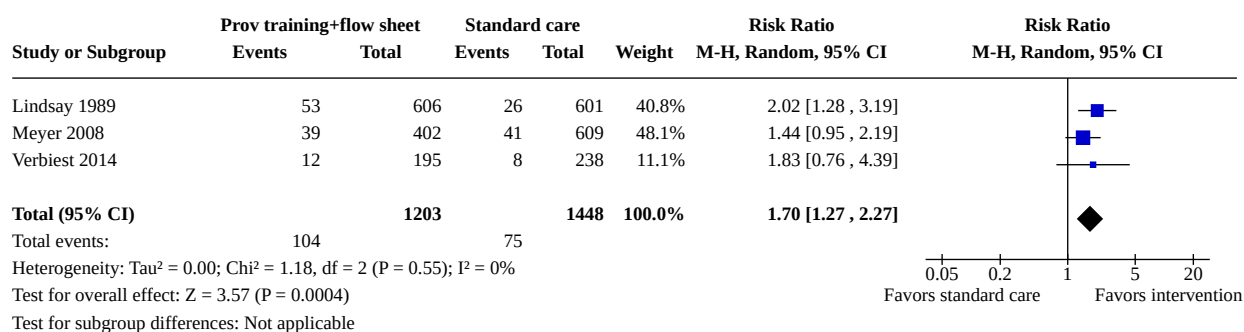 Prov training+flow sheet Standard care Risk Ratio Risk Ratio
Study or Subgroup Events Total Events Total Weight M-H, Random, 95% CI M-H, Random, 95% CI
Lindsay 1989 53 606 26 601 40.8% 2.02 [1.28 , 3.19]
Meyer 2008 39 402 41 609 48.1% 1.44 [0.95 , 2.19]
Verbiest 2014 12 195 8 238 11.1% 1.83 [0.76 , 4.39]
Total (95% CI) 1203 1448 100.0% 1.70 [1.27 , 2.27]
Total events: 104 75
Heterogeneity: Tau² = 0.00; Chi² = 1.18, df = 2 (P = 0.55); I² = 0%
0.05 0.2 1 5 20
Test for overall effect: Z = 3.57 (P = 0.0004) Favors standard care Favors intervention
Test for subgroup differences: Not applicable